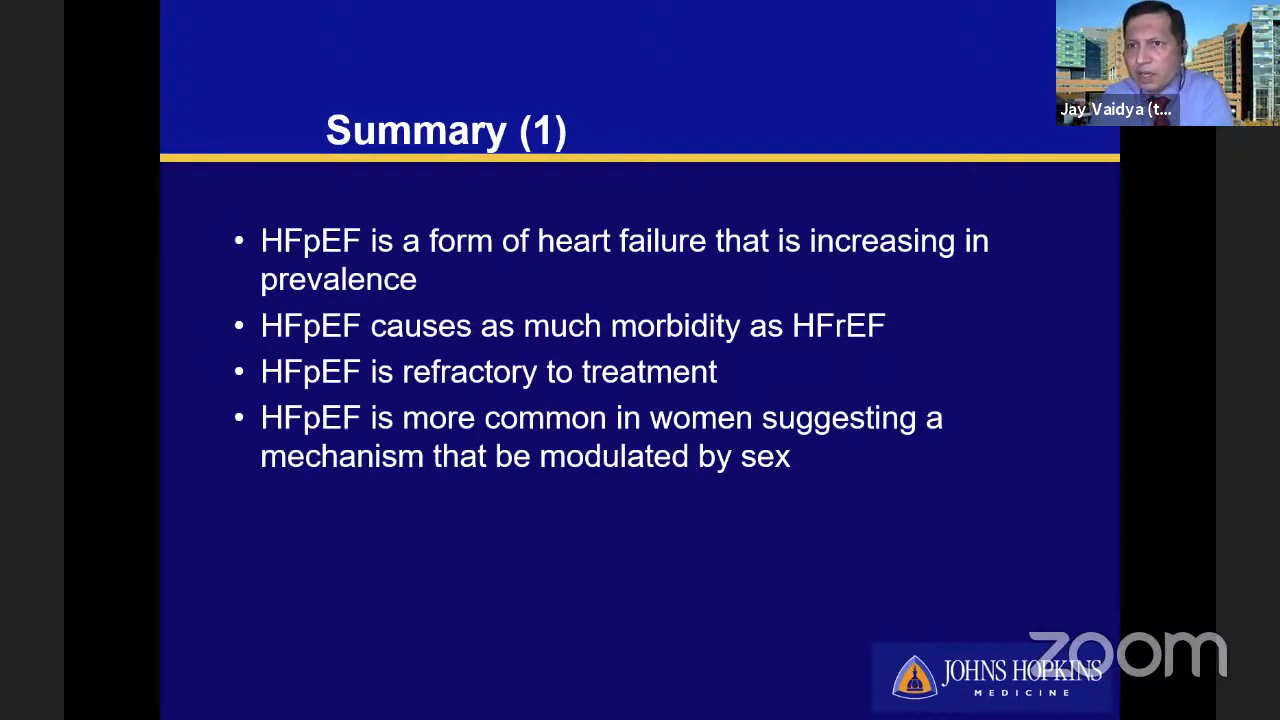 Jay Vaidya (t...
Summary (1)
• HFpEF is a form of heart failure that is increasing in
prevalence
• HFpEF causes as much morbidity as HFrEF
• HFpEF is refractory to treatment
• HFpEF is more common in women suggesting a
mechanism that be modulated by sex
zoom
JOHNS HOPKINS
MEDICINE